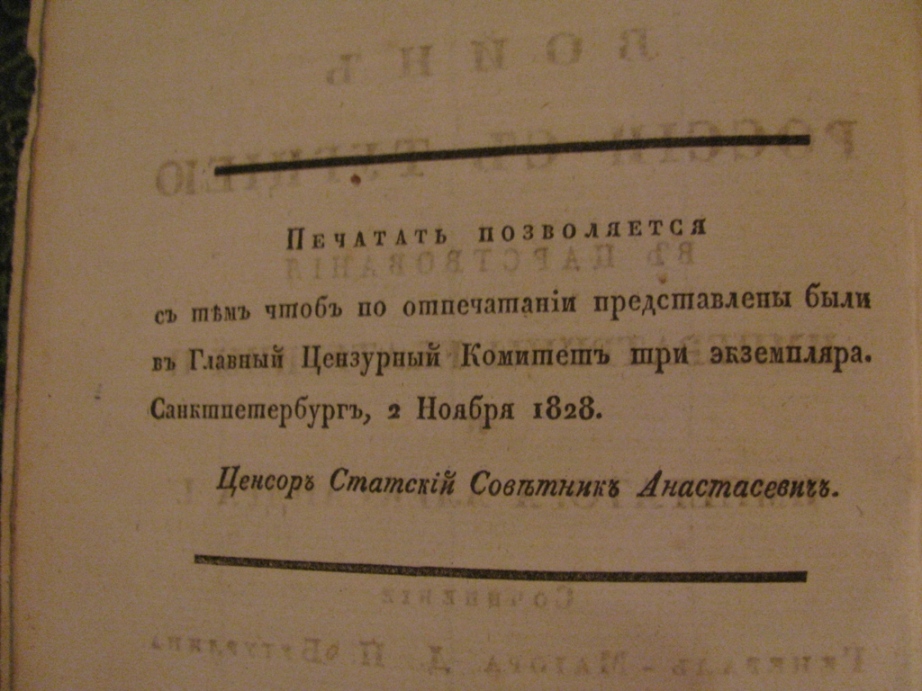 Печатать позволяется
съ тѣмъ чтобъ по отпечатаніи представлены были
въ Главный Цензурный Комитетъ три экземпляра.
Санктпетербургъ, 2 Ноября 1828.
Ценсоръ Статскій Совѣтникъ Анастасевичъ.